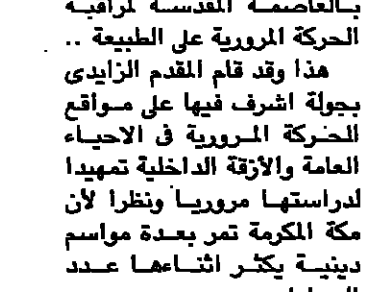 بالعاصمة المقدسة لمراقبة
الحركة المرورية على الطبيعة ..
هذا وقد قام المقدم الزايدى
بجولة اشرف فيها على مواقع
الحركة المرورية فى الاحياء
العامة والأزقة الداخلية تمهيدا
لدراستها مروريا ونظرا لأن
مكة المكرمة تمر بعدة مواسم
دينية يكثر اثناءها عدد